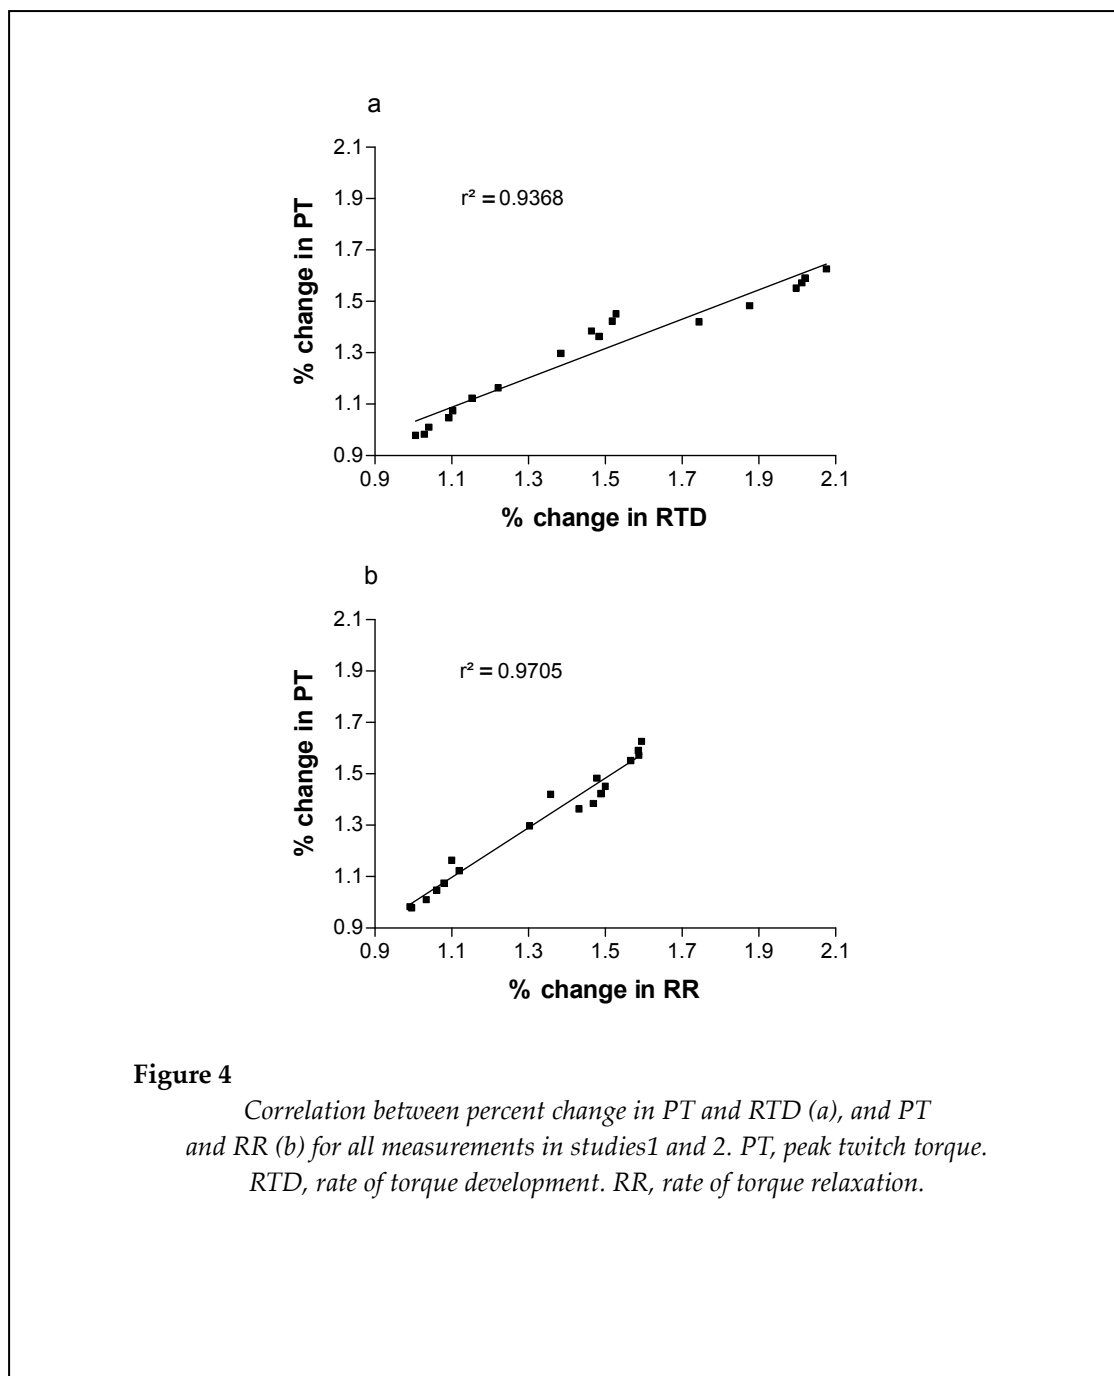 a
2.1
1.9
1.7
1.5
1.3
1.1
0.9
% change in PT
r² = 0.9368
0.9 1.1 1.3 1.5 1.7 1.9 2.1
% change in RTD
b
2.1
1.9
1.7
1.5
1.3
1.1
0.9
% change in PT
r² = 0.9705
0.9 1.1 1.3 1.5 1.7 1.9 2.1
% change in RR
Figure 4
Correlation between percent change in PT and RTD (a), and PT
and RR (b) for all measurements in studies1 and 2. PT, peak twitch torque.
RTD, rate of torque development. RR, rate of torque relaxation.